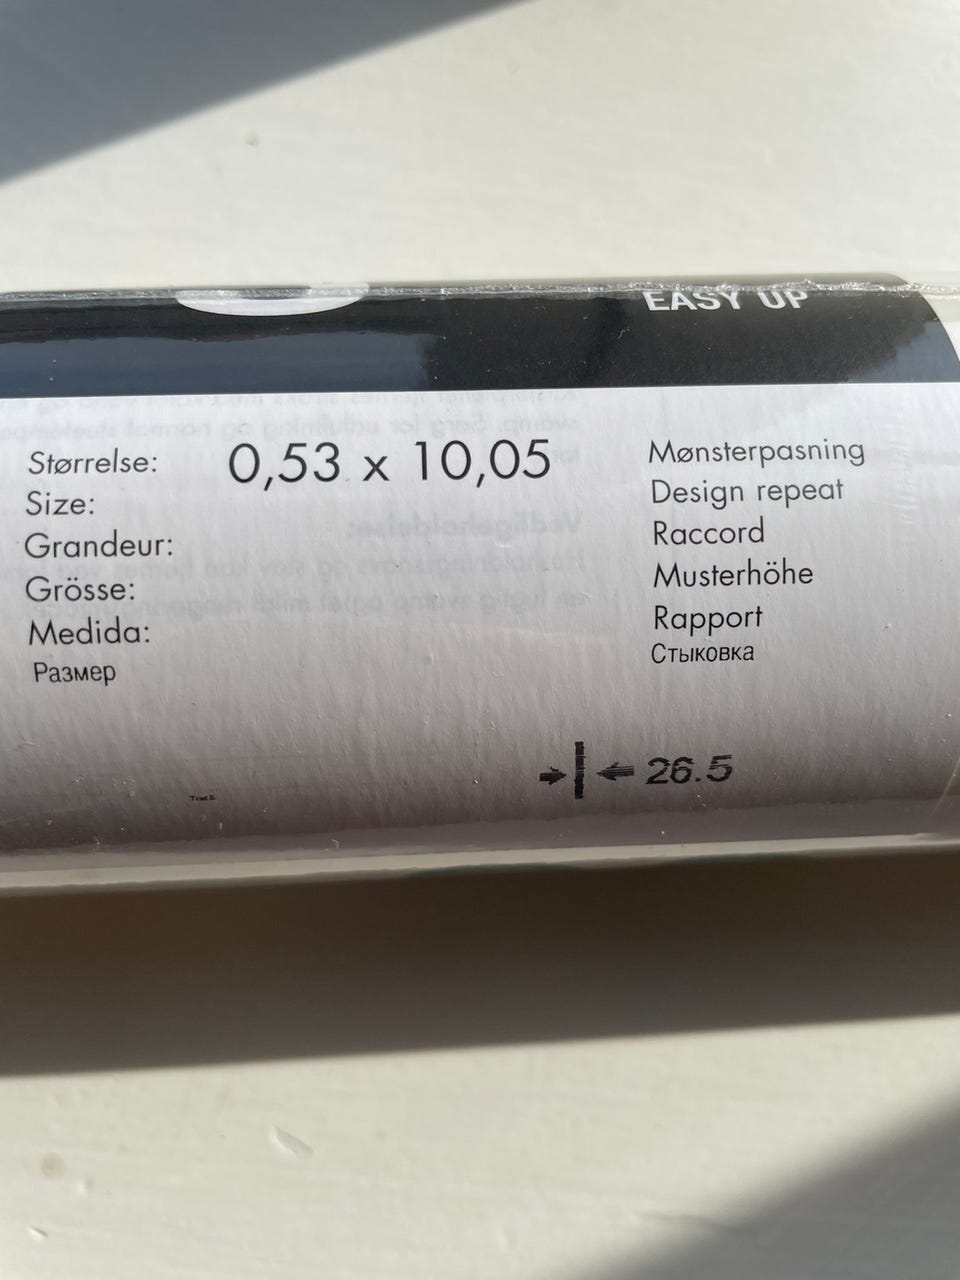 EASY UP
Størrelse:
Size:
Grandeur:
Grösse:
Medida:
Размер
0,53 x 10,05
Mønsterpasning
Design repeat
Raccord
Musterhöhe
Rapport
Стыковка
26.5